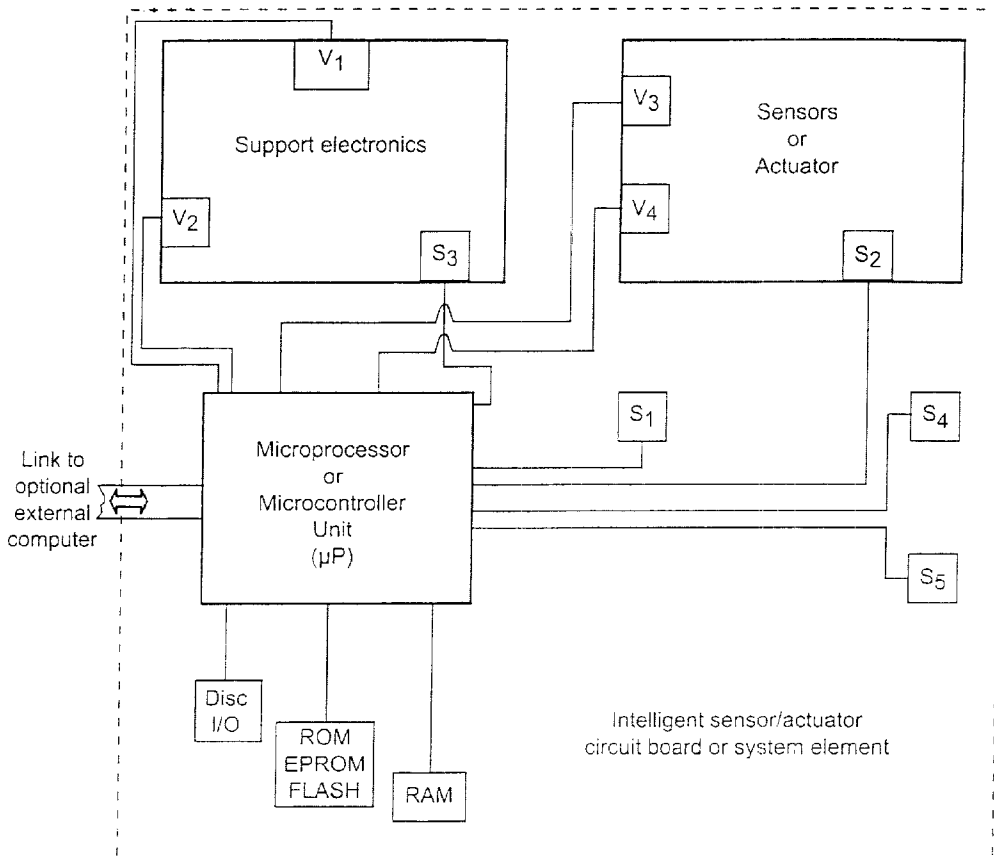 V1
Support electronics
V2
S3
V3
Sensors
or
Actuator
V4
S2
Microprocessor
or
Microcontroller
Unit
(µP)
S1
S4
S5
Link to
optional
external
computer
Disc
I/O
ROM
EPROM
FLASH
RAM
Intelligent sensor/actuator
circuit board or system element